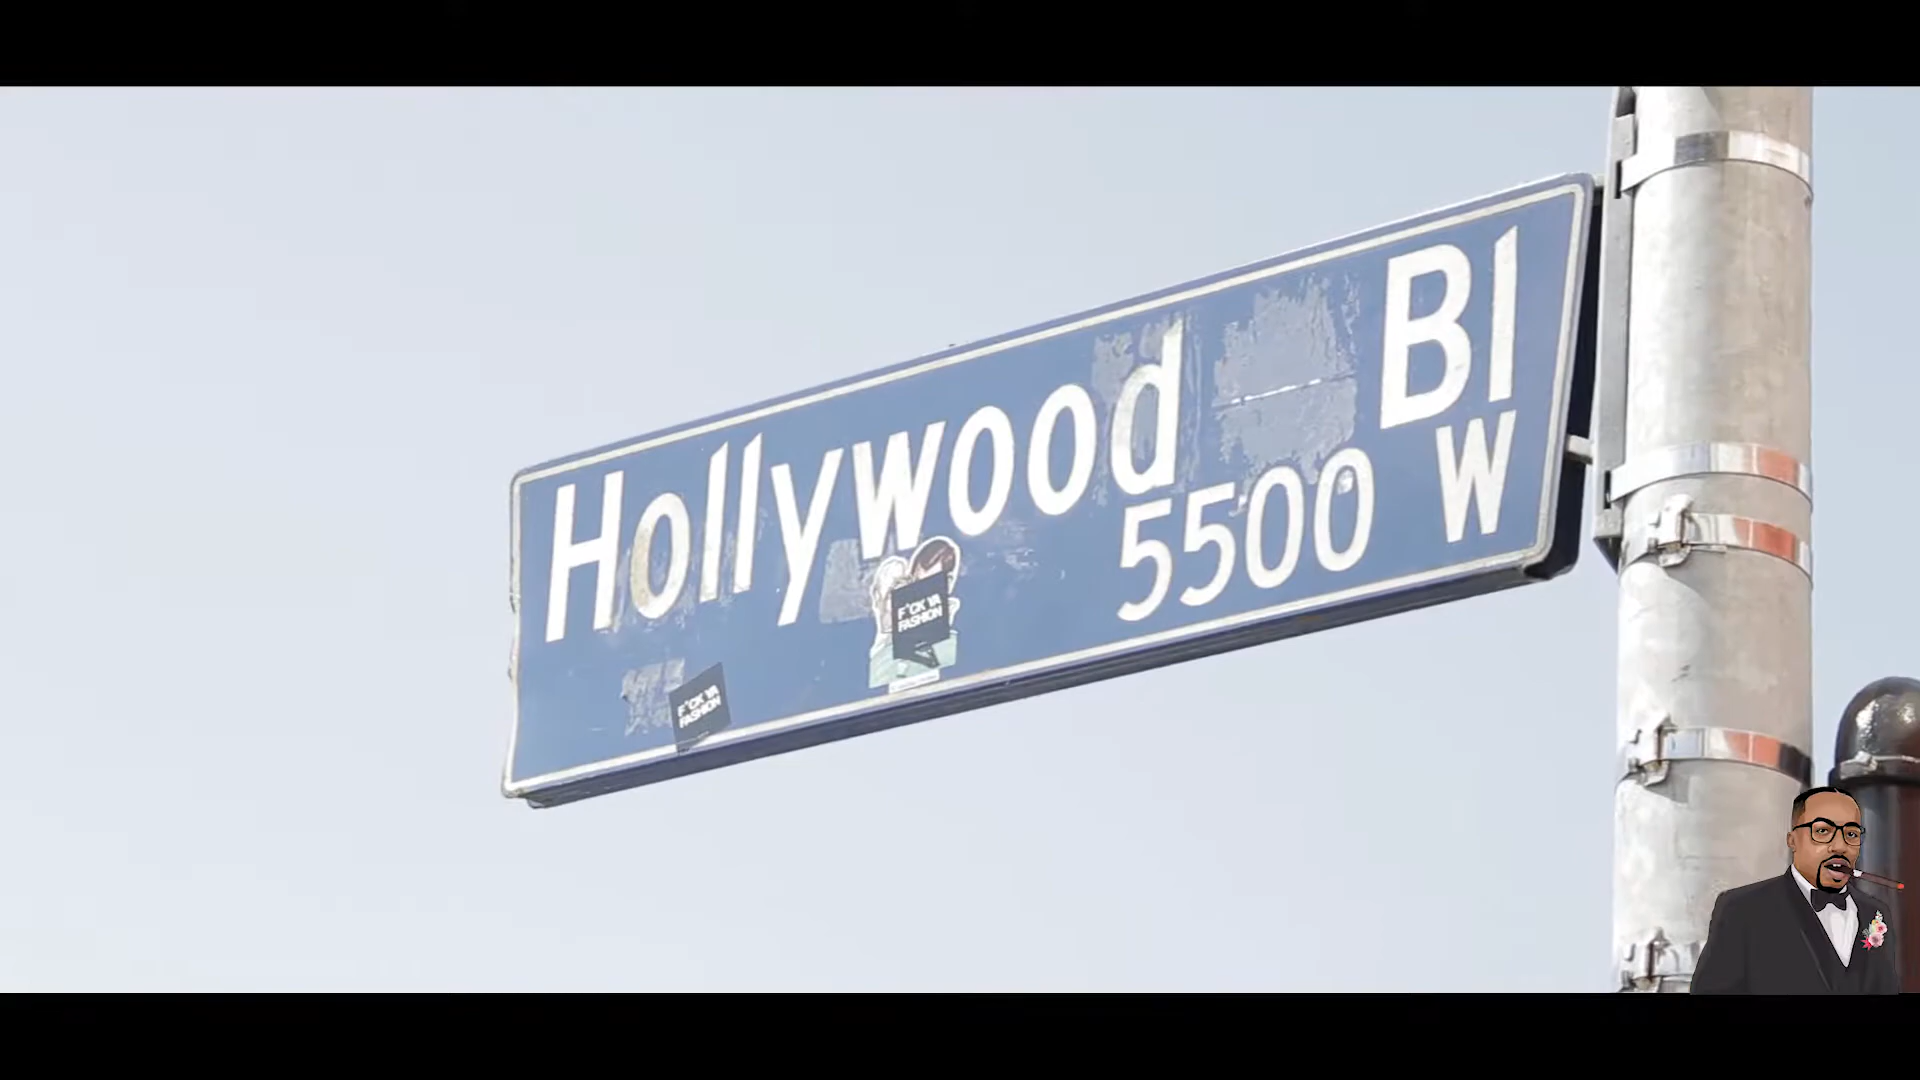 Hollywood Bl
5500 W
F*CK YA
FASHION
F*CK YA
FASHION